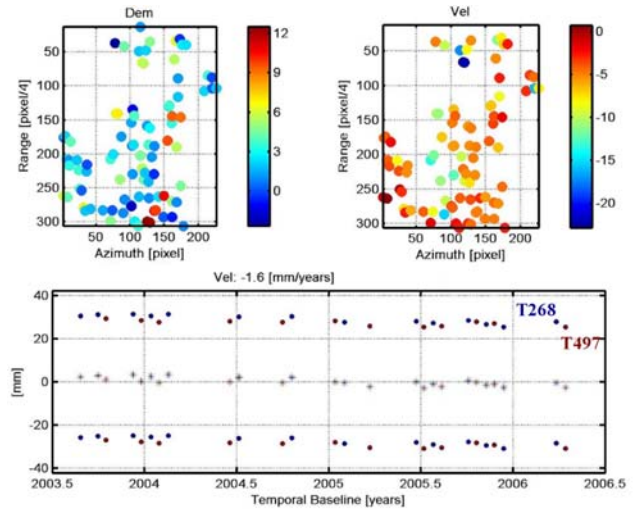 Dem
Vel
50
100
150
200
250
300
Range [pixel/4]
50 100 150 200
Azimuth [pixel]
12
9
6
3
0
50
100
150
200
250
300
Range [pixel/4]
50 100 150 200
Azimuth [pixel]
0
-5
-10
-15
-20
Vel: -1.6 [mm/years]
40
20
0
-20
-40
[mm]
T268
T497
2003.5 2004 2004.5 2005 2005.5 2006 2006.5
Temporal Baseline [years]